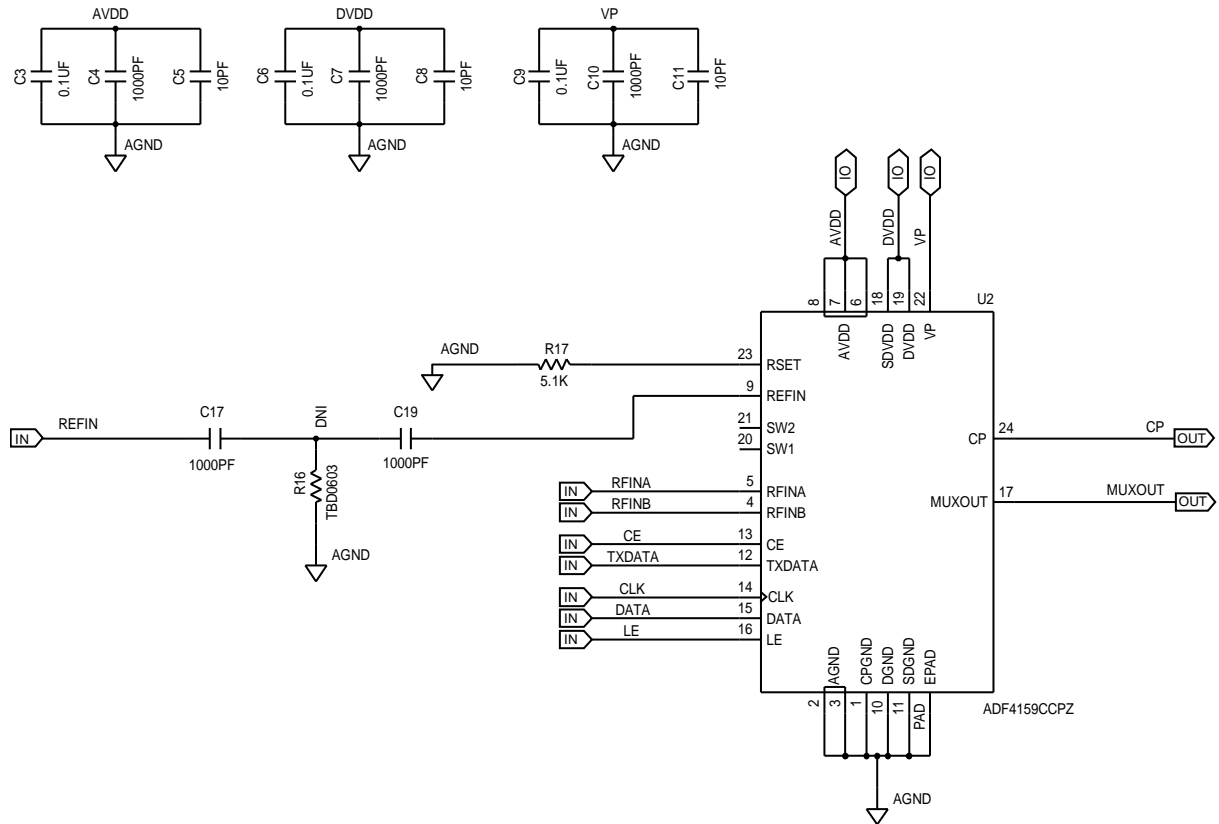 AVDD
C3
0.1UF
C4
1000PF
C5
10PF
AGND
DVDD
C6
0.1UF
C7
1000PF
C8
10PF
AGND
VP
C9
0.1UF
C10
1000PF
C11
10PF
AGND
IO
IO
IO
AVDD
DVDD
VP
8
7
6
18
19
22
U2
AVDD
SDVDD
DVDD
VP
AGND
R17
5.1K
23
RSET
9
REFIN
IN
REFIN
C17
1000PF
DNI
C19
1000PF
R16
TBD0603
AGND
21
SW2
20
SW1
CP
24
CP
OUT
IN
RFINA
5
RFINA
IN
RFINB
4
RFINB
MUXOUT
17
MUXOUT
OUT
IN
CE
13
CE
IN
TXDATA
12
TXDATA
IN
CLK
14
CLK
IN
DATA
15
DATA
IN
LE
16
LE
AGND
CPGND
DGND
SDGND
EPAD
2
3
1
10
11
PAD
ADF4159CCPZ
AGND